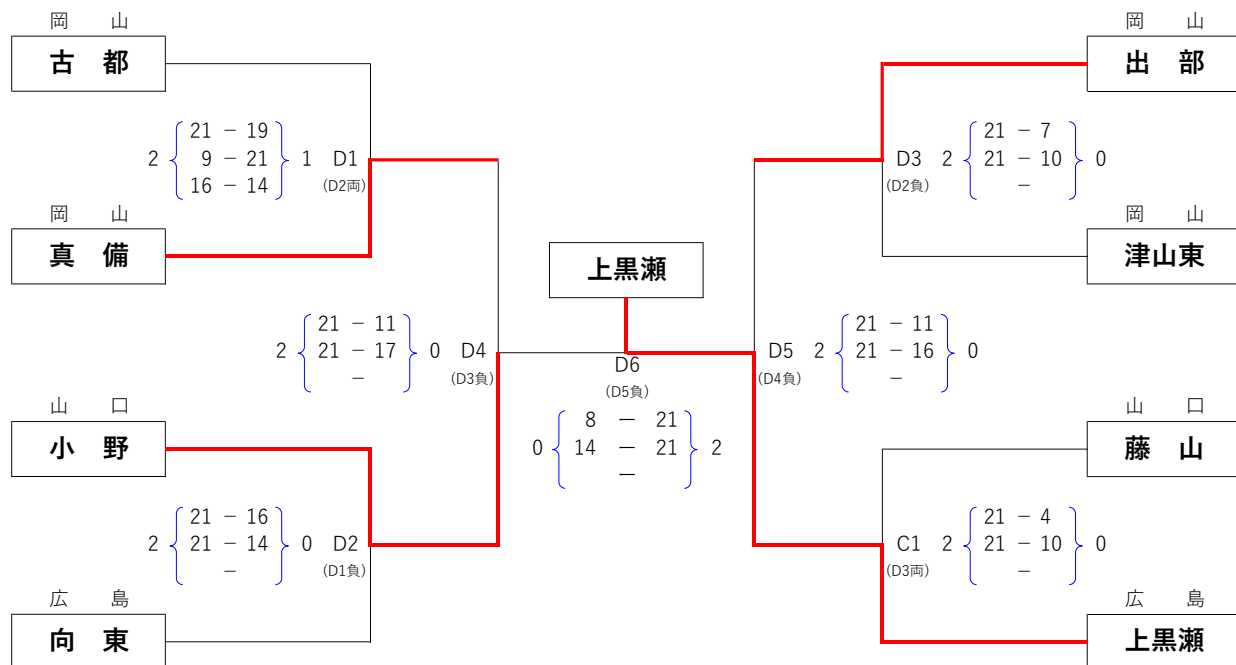 岡 山
古 都
2 21 － 19 1 D1
9 － 21
16 － 14
(D2両)
岡 山
真 備
2 21 － 11 0 D4
21 － 17
－
(D3負)
山 口
小 野
2 21 － 16 0 D2
21 － 14
－
(D1負)
広 島
向 東
上黒瀬
D6
(D5負)
0 8 － 21 2
14 － 21
－
岡 山
出 部
D3 2 21 － 7 0
21 － 10
－
(D2負)
岡 山
津山東
D5 2 21 － 11 0
21 － 16
－
(D4負)
山 口
藤 山
C1 2 21 － 4 0
21 － 10
－
(D3両)
広 島
上黒瀬